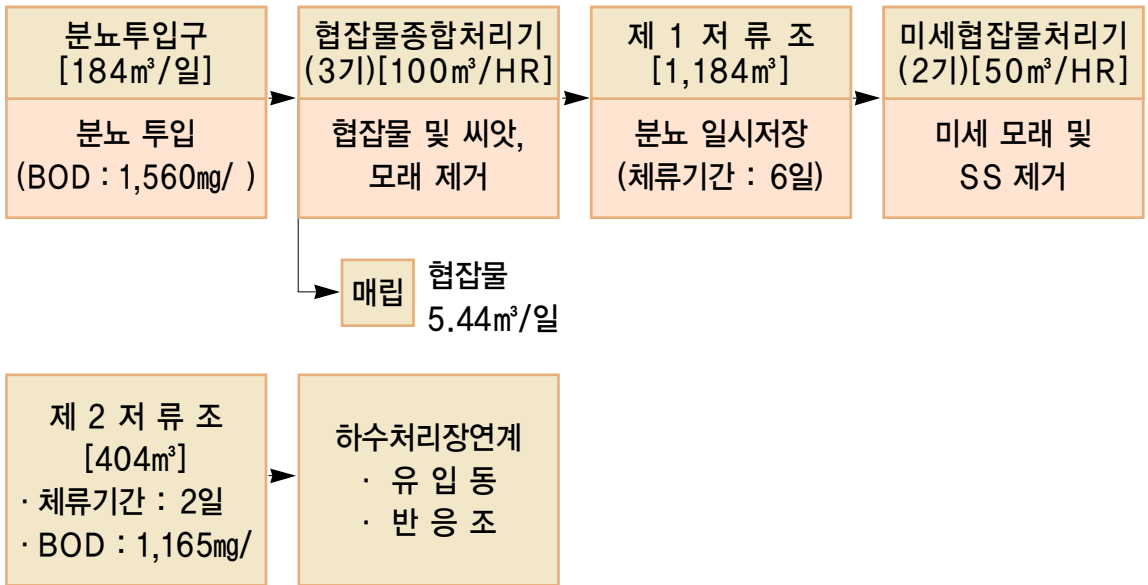 분뇨투입구
[184㎥/일]
분뇨 투입
(BOD : 1,560㎎/ )
협잡물종합처리기
(3기)[100㎥/HR]
협잡물 및 씨앗,
모래 제거
제 1 저 류 조
[1,184㎥]
분뇨 일시저장
(체류기간 : 6일)
미세협잡물처리기
(2기)[50㎥/HR]
미세 모래 및
SS 제거
매립
협잡물
5.44㎥/일
제 2 저 류 조
[404㎥]
· 체류기간 : 2일
· BOD : 1,165㎎/
하수처리장연계
· 유 입 동
· 반 응 조